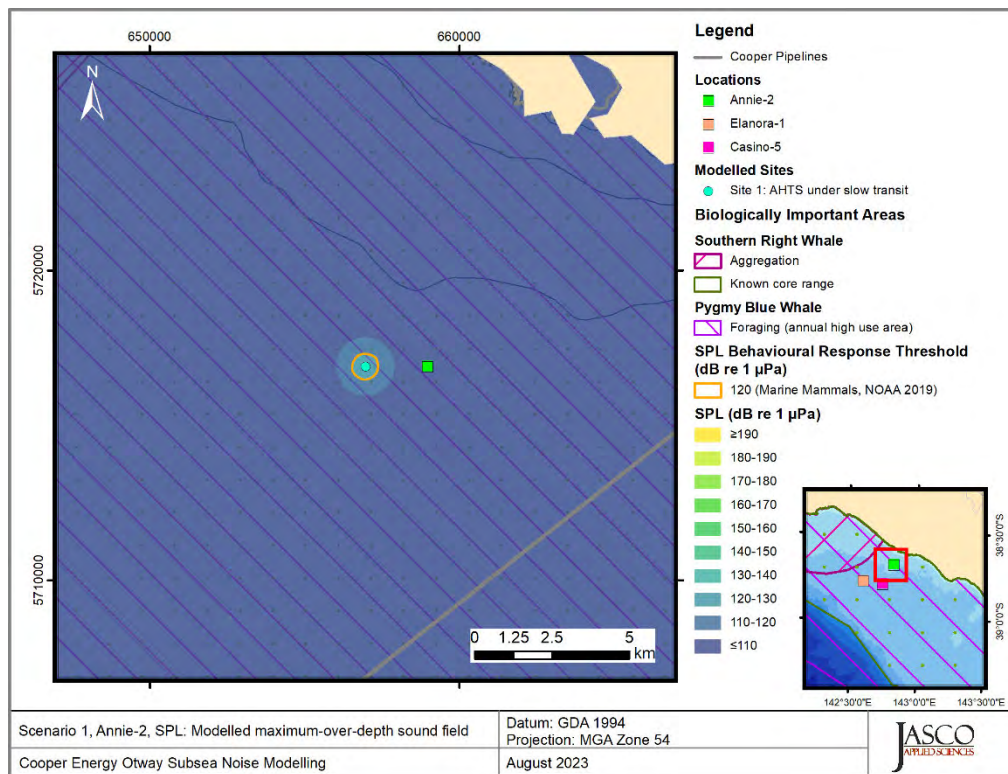 650000 660000
N
5720000
5710000
0 1.25 2.5 5
km
Legend
Cooper Pipelines
Locations
Annie-2
Elanora-1
Casino-5
Modelled Sites
Site 1: AHTS under slow transit
Biologically Important Areas
Southern Right Whale
Aggregation
Known core range
Pygmy Blue Whale
Foraging (annual high use area)
SPL Behavioural Response Threshold
(dB re 1 µPa)
120 (Marine Mammals, NOAA 2019)
SPL (dB re 1 µPa)
≥190
180-190
170-180
160-170
150-160
140-150
130-140
120-130
110-120
≤110
38°30'S
39°0'S
142°30'0"E 143°0'0"E 143°30'0"E
Scenario 1, Annie-2, SPL: Modelled maximum-over-depth sound field
Datum: GDA 1994
Projection: MGA Zone 54
Cooper Energy Otway Subsea Noise Modelling
August 2023
JASCO
APPLIED SCIENCES